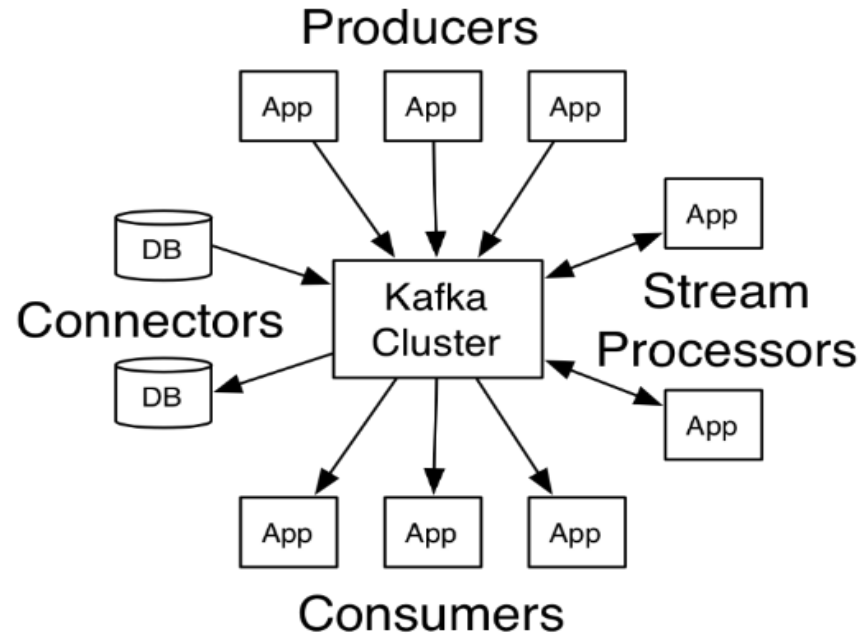 Producers
App
App
App
App
DB
Kafka
Cluster
Stream
Processors
Connectors
DB
App
App
App
App
Consumers